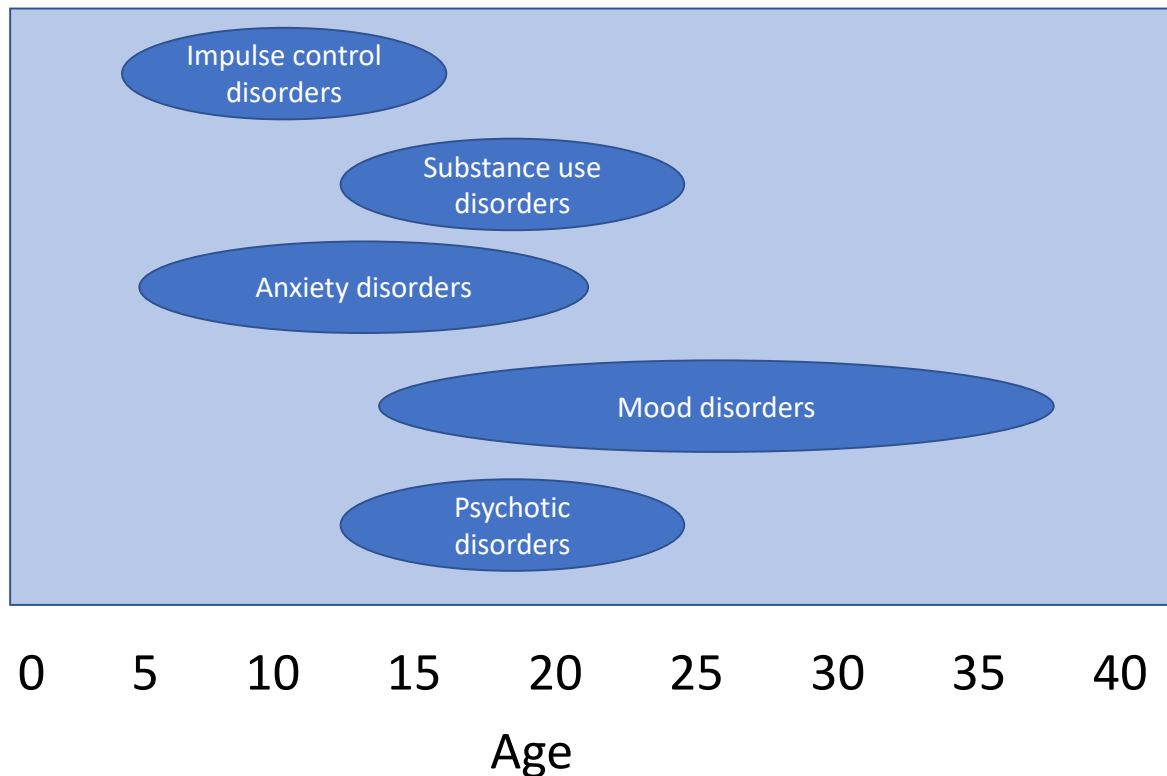 Impulse control
disorders
Substance use
disorders
Anxiety disorders
Mood disorders
Psychotic
disorders
0 5 10 15 20 25 30 35 40
Age